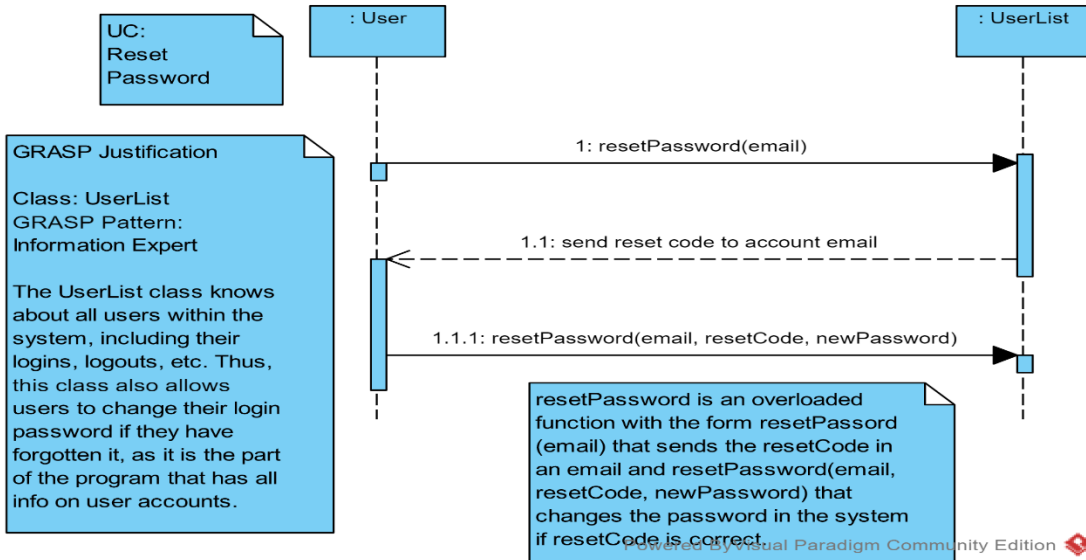 UC:
Reset
Password
: User
: UserList
GRASP Justification
Class: UserList
GRASP Pattern:
Information Expert
The UserList class knows
about all users within the
system, including their
logins, logouts, etc. Thus,
this class also allows
users to change their login
password if they have
forgotten it, as it is the part
of the program that has all
info on user accounts.
1: resetPassword(email)
1.1: send reset code to account email
1.1.1: resetPassword(email, resetCode, newPassword)
resetPassword is an overloaded
function with the form resetPassord
(email) that sends the resetCode in
an email and resetPassword(email,
resetCode, newPassword) that
changes the password in the system
if resetCode is correct.
Powered By Visual Paradigm Community Edition